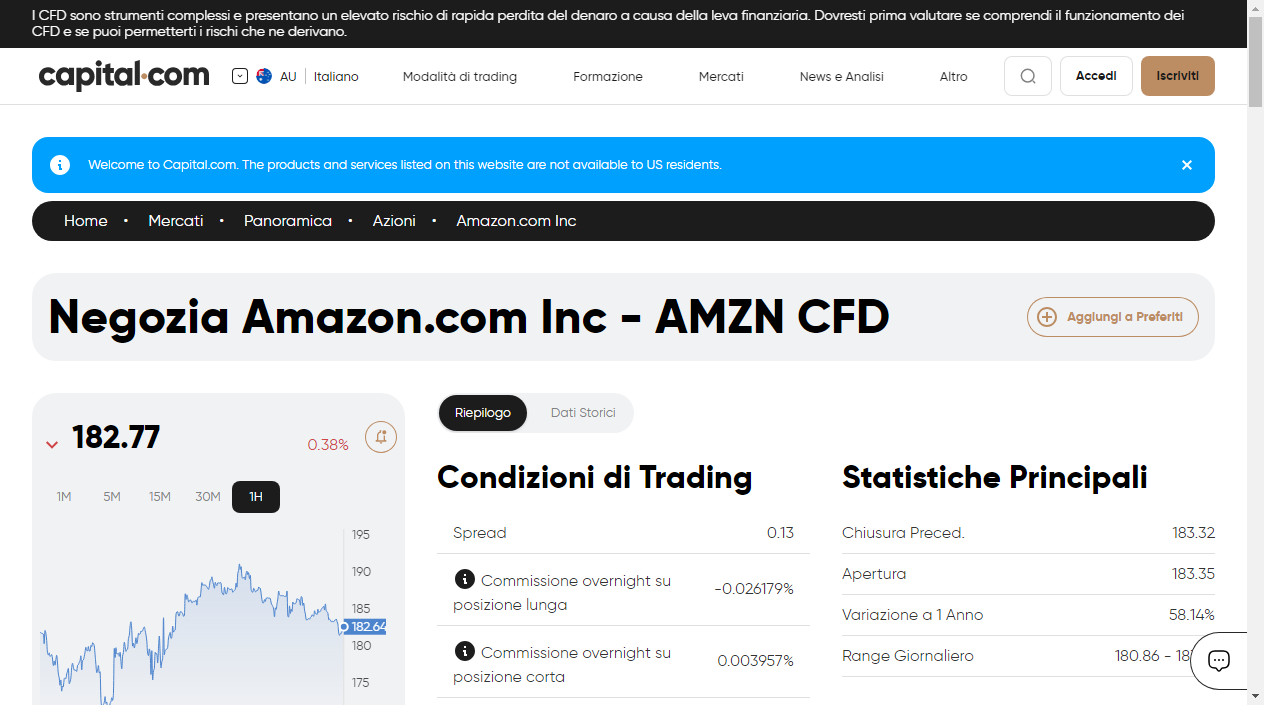 I CFD sono strumenti complessi e presentano un elevato rischio di rapida perdita del denaro a causa della leva finanziaria. Dovresti prima valutare se comprendi il funzionamento dei
CFD e se puoi permetterti i rischi che ne derivano.
capital.com
AU Italiano
Modalità di trading
Formazione
Mercati
News e Analisi
Altro
Accedi
Iscriviti
Welcome to Capital.com. The products and services listed on this website are not available to US residents.
Home • Mercati • Panoramica • Azioni • Amazon.com Inc
Negozia Amazon.com Inc - AMZN CFD
Aggiungi a Preferiti
182.77
0.38%
1M 5M 15M 30M 1H
195
190
185
182.64
180
175
Riepilogo
Dati Storici
Condizioni di Trading
Spread 0.13
Commissione overnight su
posizione lunga
-0.026179%
Commissione overnight su
posizione corta
0.003957%
Statistiche Principali
Chiusura Preced. 183.32
Apertura 183.35
Variazione a 1 Anno 58.14%
Range Giornaliero 180.86 -